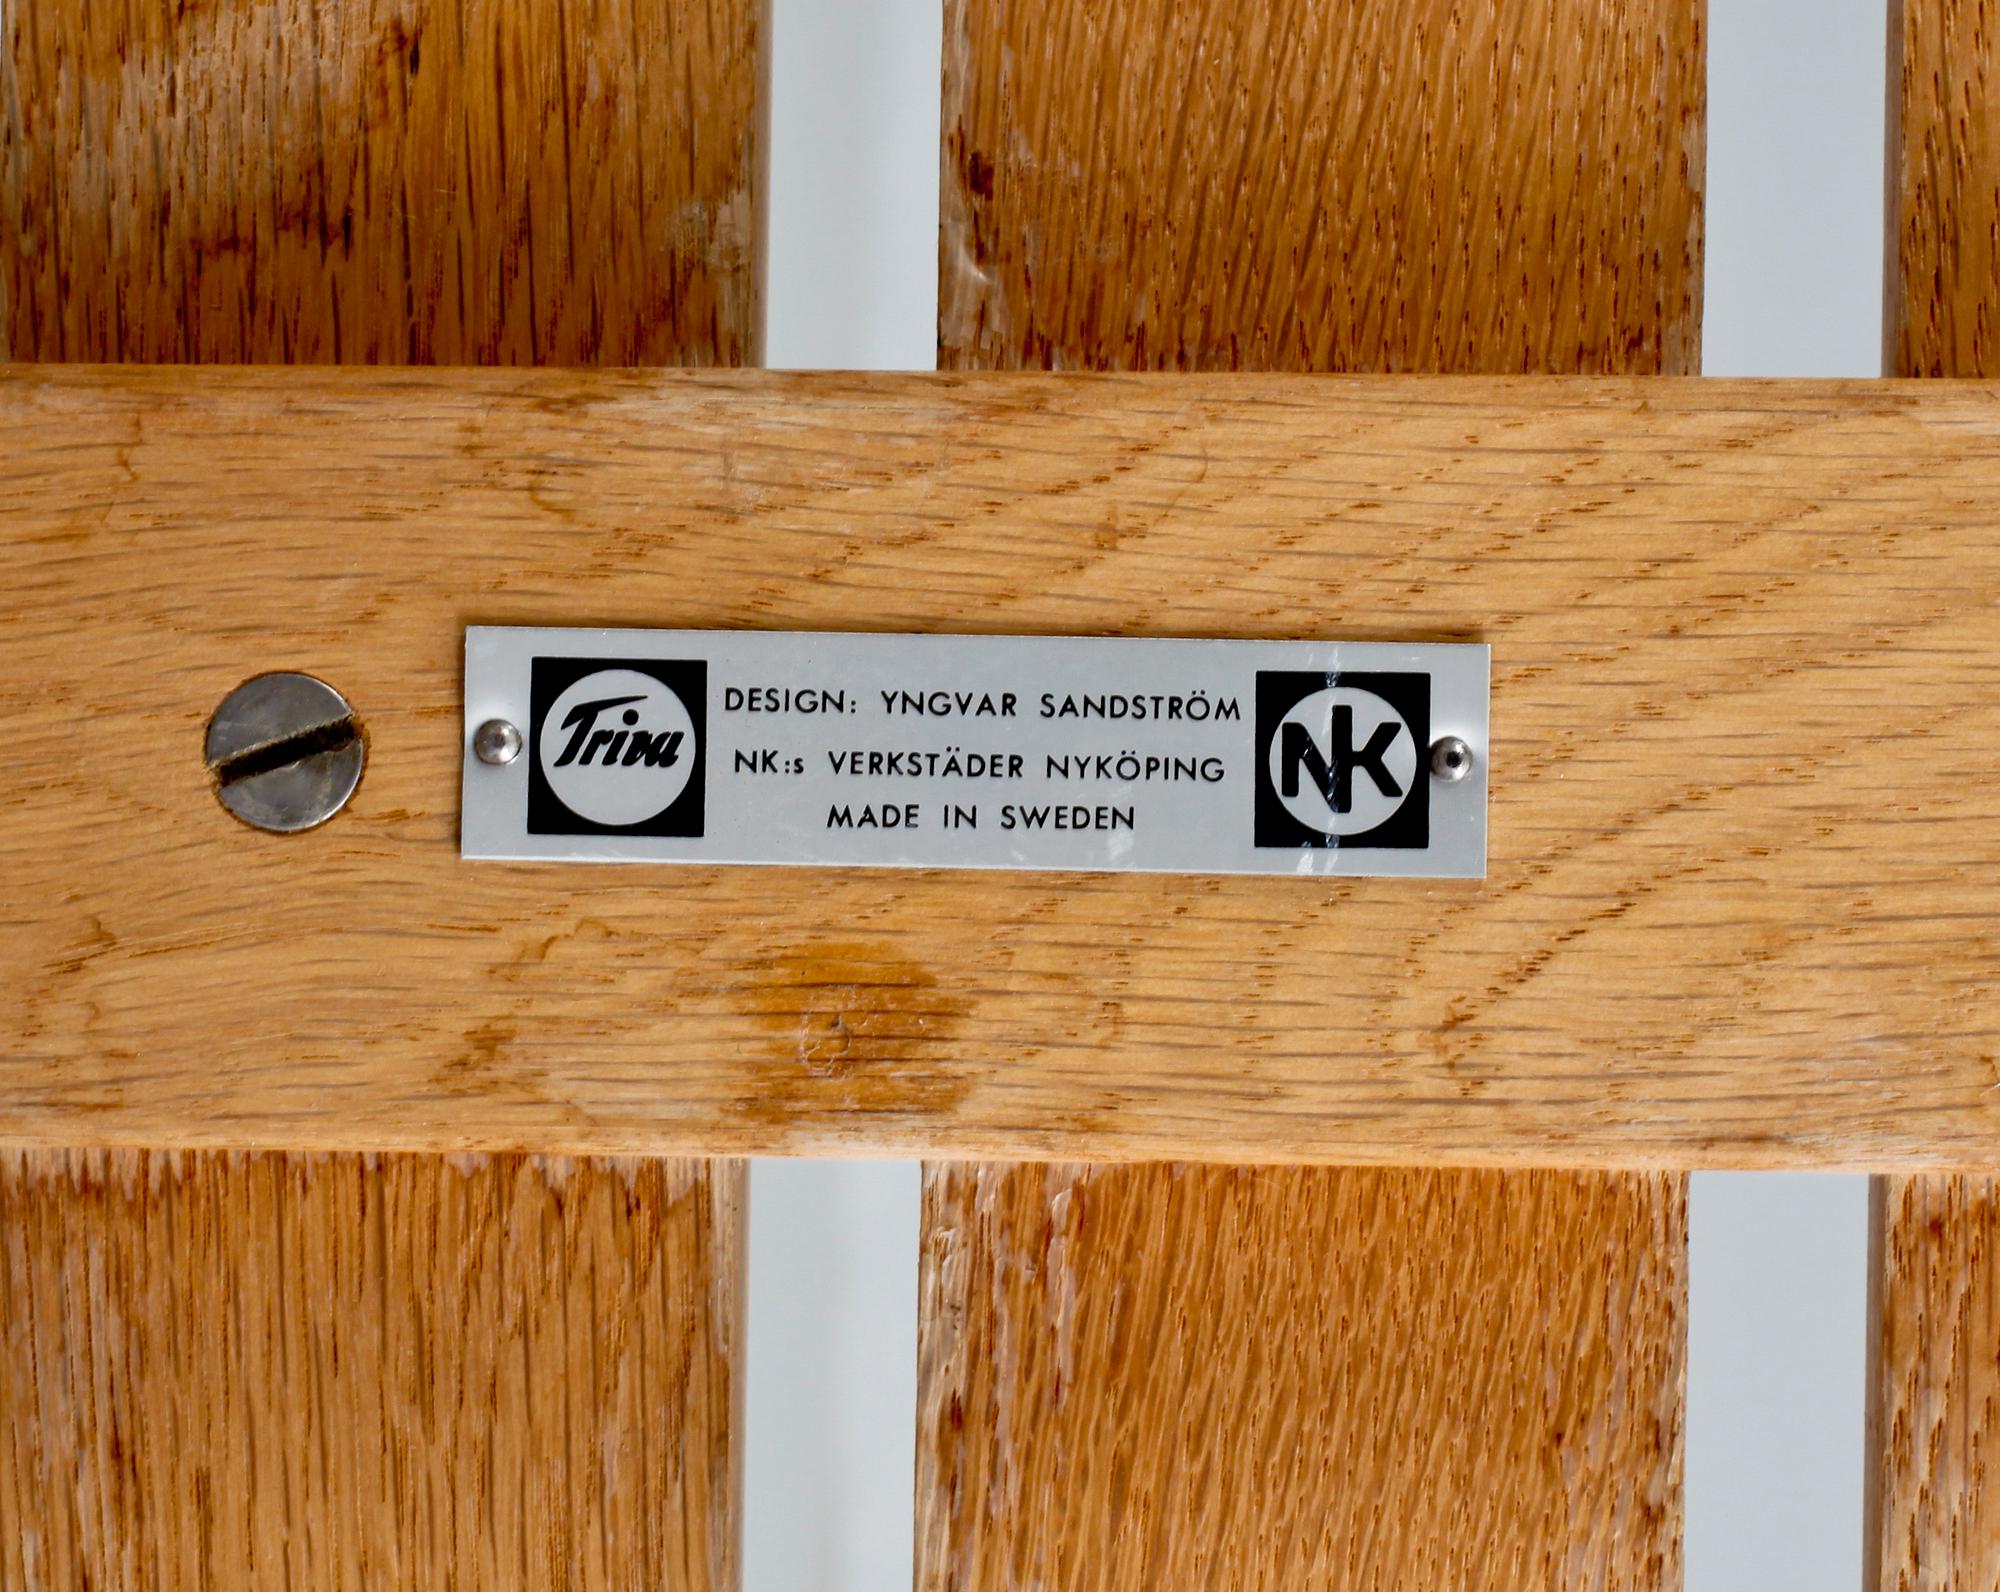 Triva
DESIGN: YNGVAR SANDSTRÖM
NK:s VERKSTÄDER NYKÖPING
MADE IN SWEDEN
NK